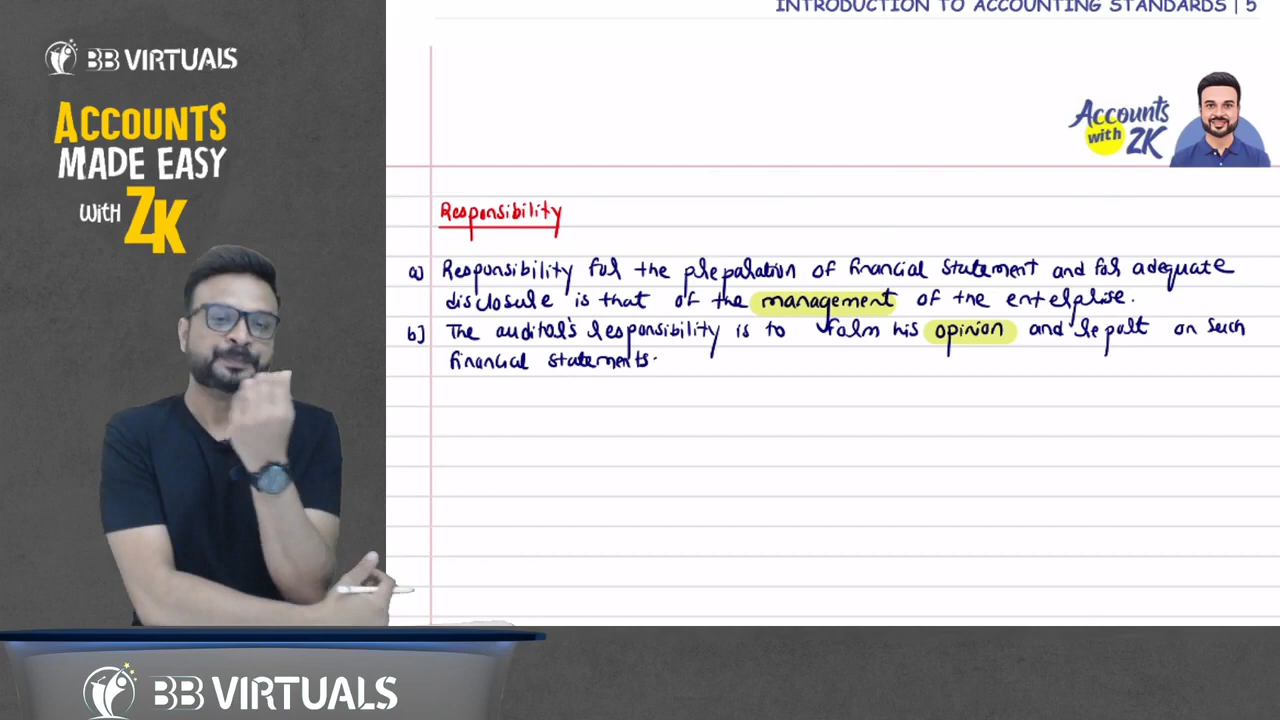 INTRODUCTION TO ACCOUNTING STANDARDS | 5
BB VIRTUALS
ACCOUNTS
MADE EASY
WITH ZK
Accounts
with
ZK
Responsibility
a) Responsibility for the preparation of financial statement and for adequate
disclosure is that of the management of the enterprise.
b) The auditor's responsibility is to form his opinion and report on such
financial statements.
BB VIRTUALS